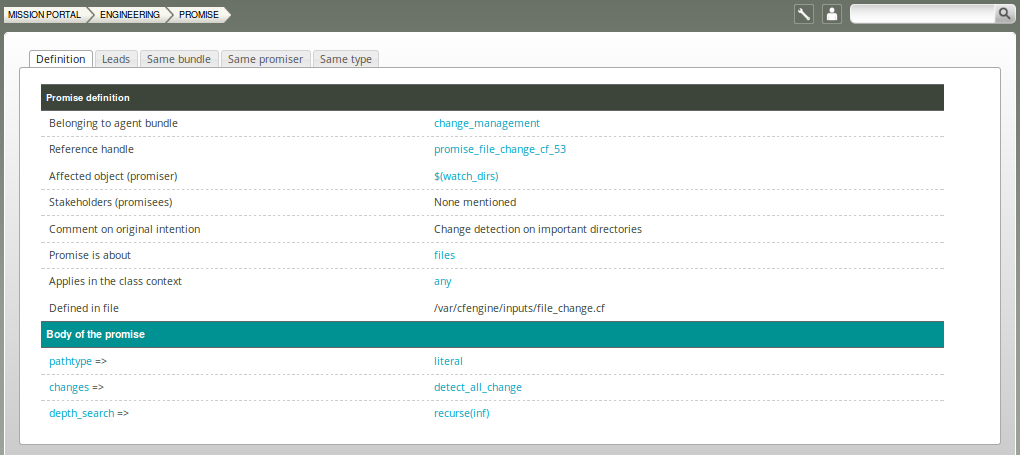 MISSION PORTAL ENGINEERING PROMISE
Definition Leads Same bundle Same promiser Same type
Promise definition
Belonging to agent bundle change_management
Reference handle promise_file_change_cf_53
Affected object (promiser) $(watch_dirs)
Stakeholders (promisees) None mentioned
Comment on original intention Change detection on important directories
Promise is about files
Applies in the class context any
Defined in file /var/cfengine/inputs/file_change.cf
Body of the promise
pathtype => literal
changes => detect_all_change
depth_search => recurse(inf)